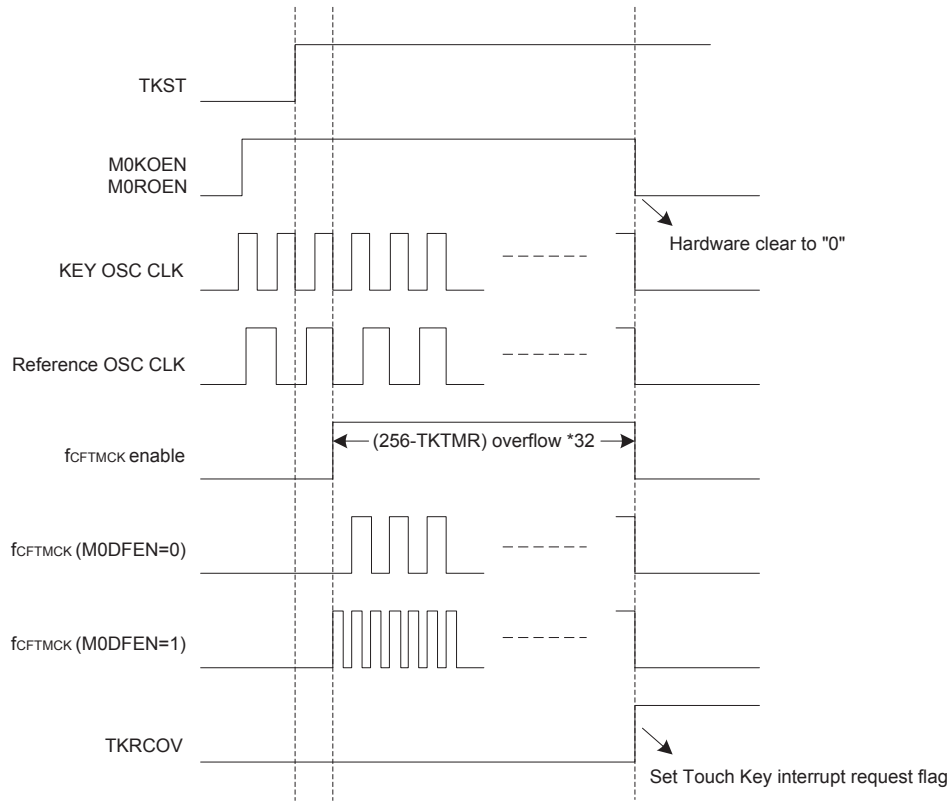 TKST
M0KOEN
M0ROEN
Hardware clear to "0"
KEY OSC CLK
Reference OSC CLK
fCFTMCK enable
(256-TKTMR) overflow *32
fCFTMCK (M0DFEN=0)
fCFTMCK (M0DFEN=1)
TKRCOV
Set Touch Key interrupt request flag